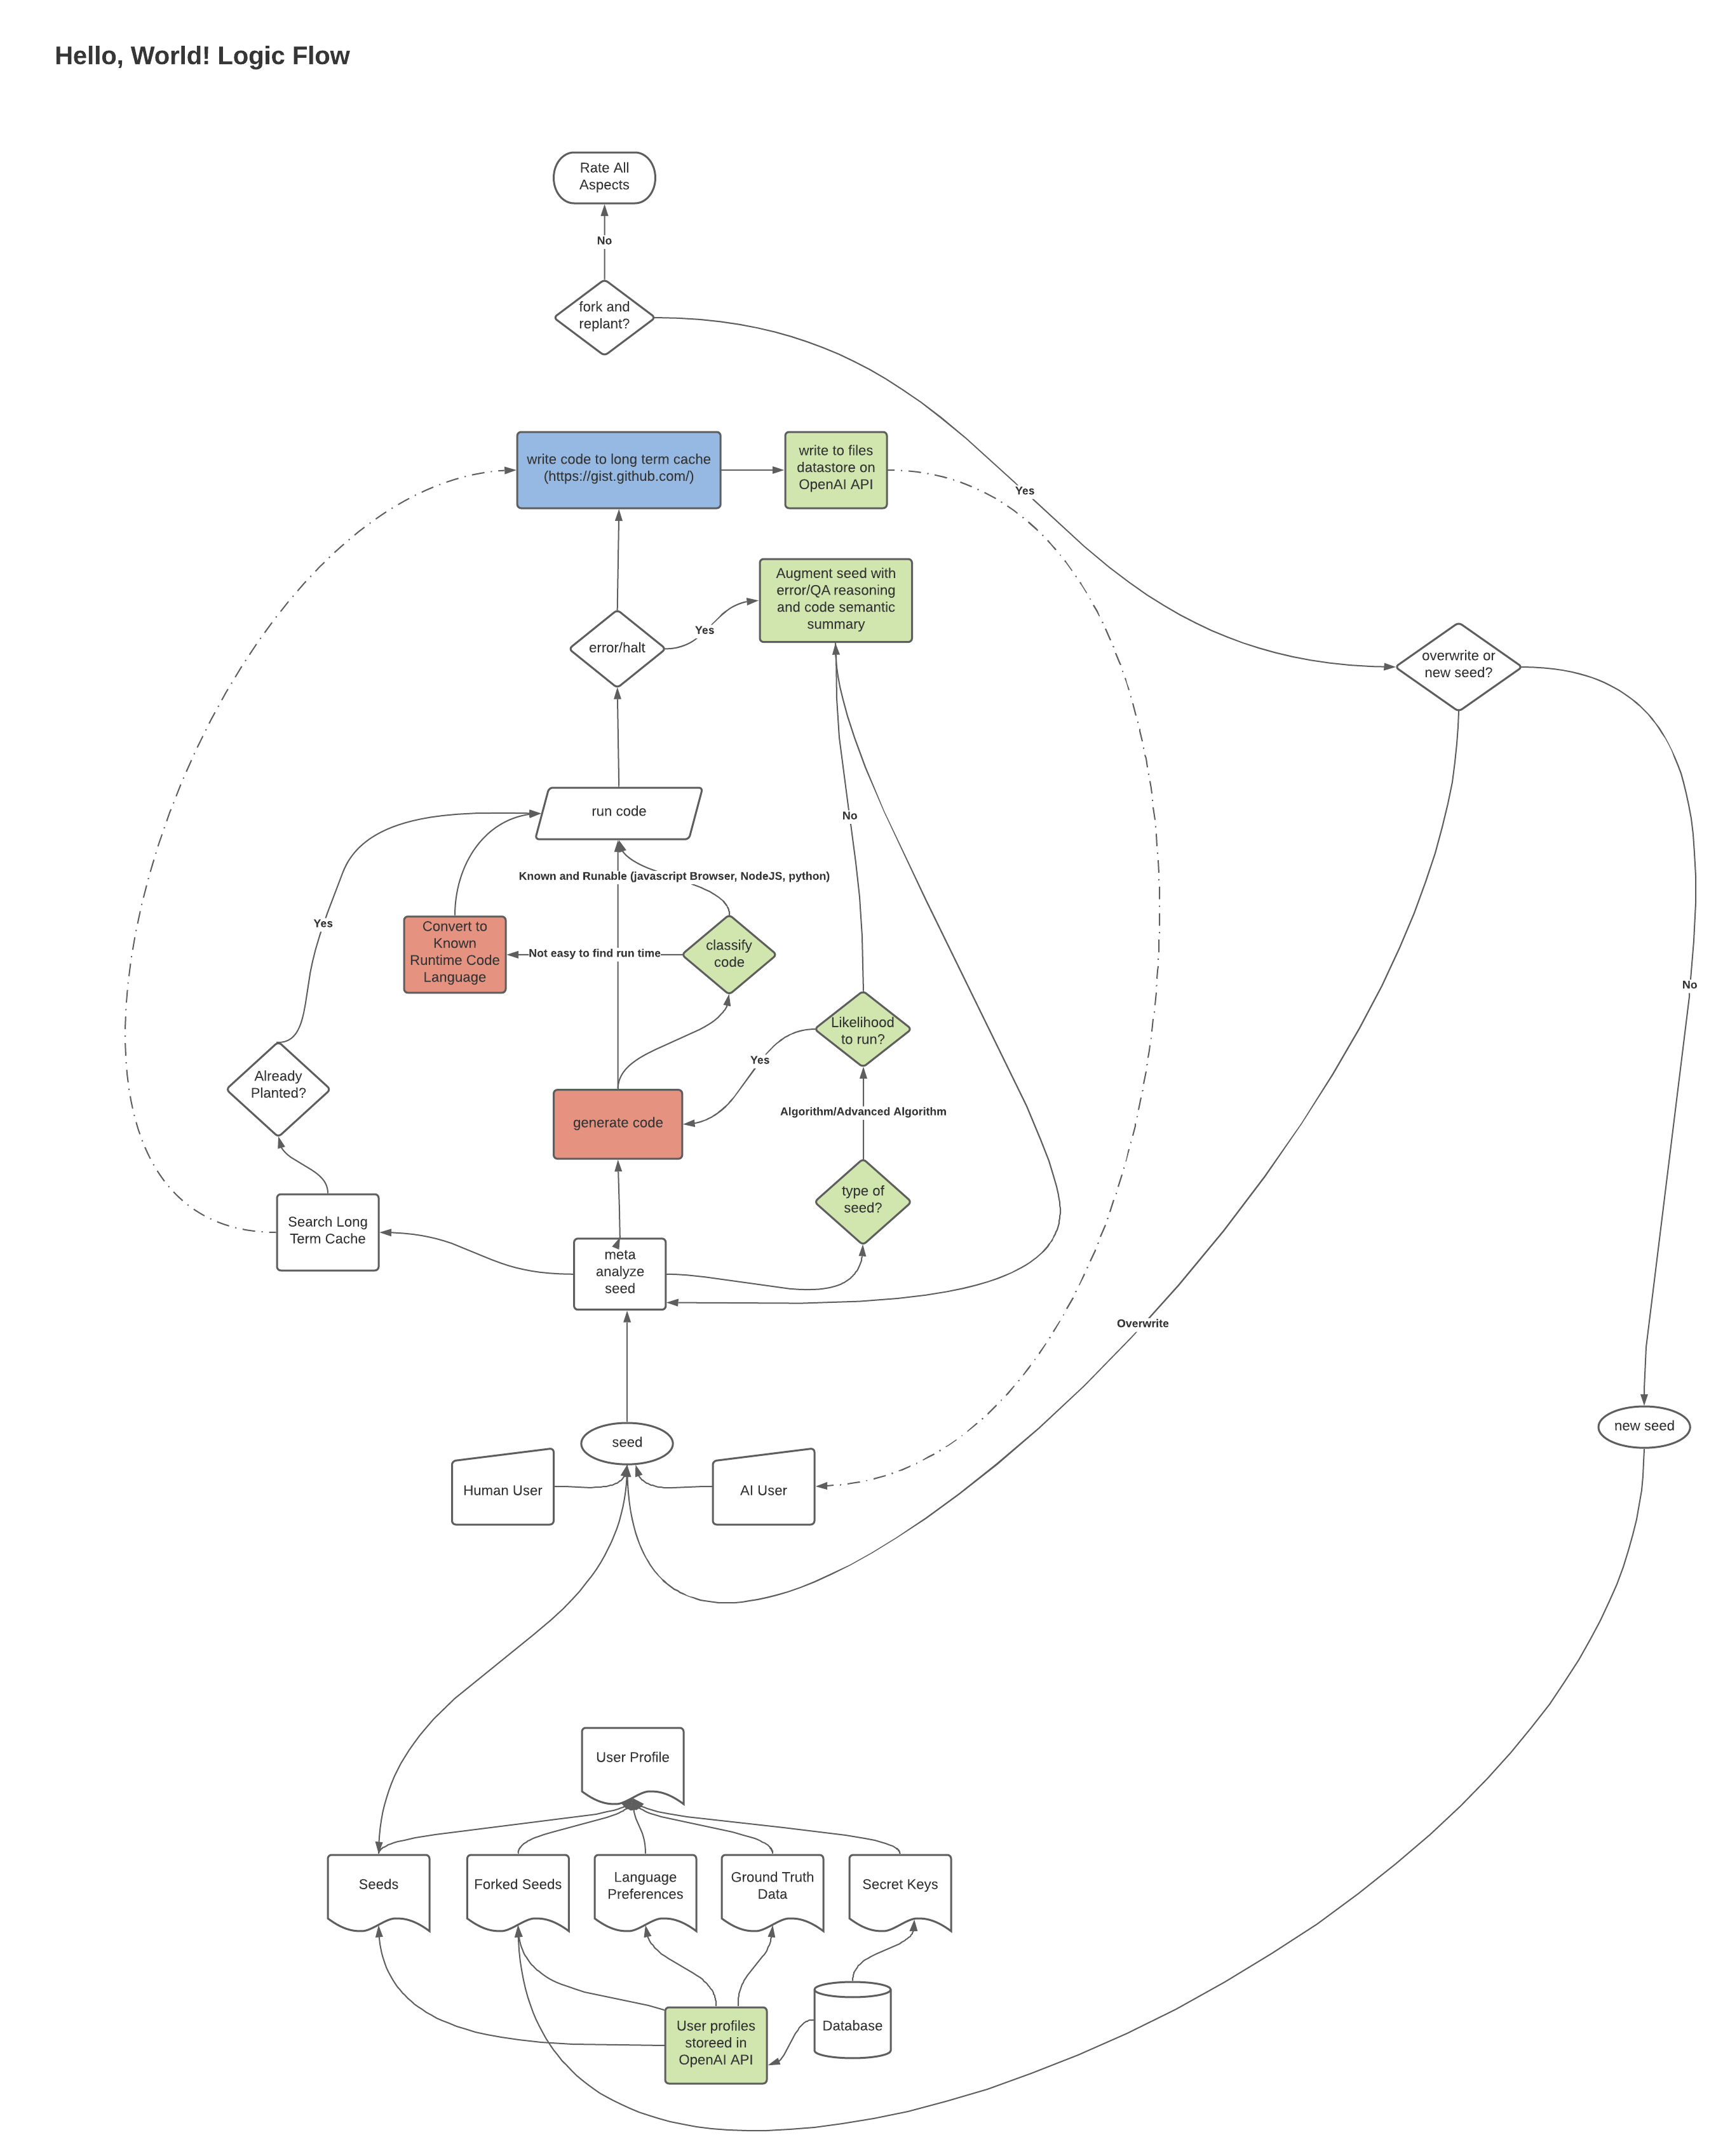 Hello, World! Logic Flow
Rate All
Aspects
No
fork and
replant?
write code to long term cache
(https://gist.github.com/)
write to files
datastore on
OpenAI API
Yes
Augment seed with
error/QA reasoning
and code semantic
summary
Yes
error/halt
overwrite or
new seed?
run code
No
Known and Runable (javascript Browser, NodeJS, python)
Yes
Convert to
Known
Runtime Code
Language
Not easy to find run time
classify
code
No
Likelihood
to run?
Yes
Already
Planted?
Algorithm/Advanced Algorithm
generate code
type of
seed?
Search Long
Term Cache
meta
analyze
seed
Overwrite
new seed
seed
Human User
AI User
User Profile
Seeds
Forked Seeds
Language
Preferences
Ground Truth
Data
Secret Keys
User profiles
storeed in
OpenAI API
Database